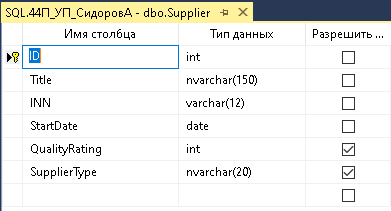 SQL.44П_УП_СидоровА - dbo.Supplier
Имя столбца Тип данных Разрешить ...
ID int
Title nvarchar(150)
INN varchar(12)
StartDate date
QualityRating int
SupplierType nvarchar(20)